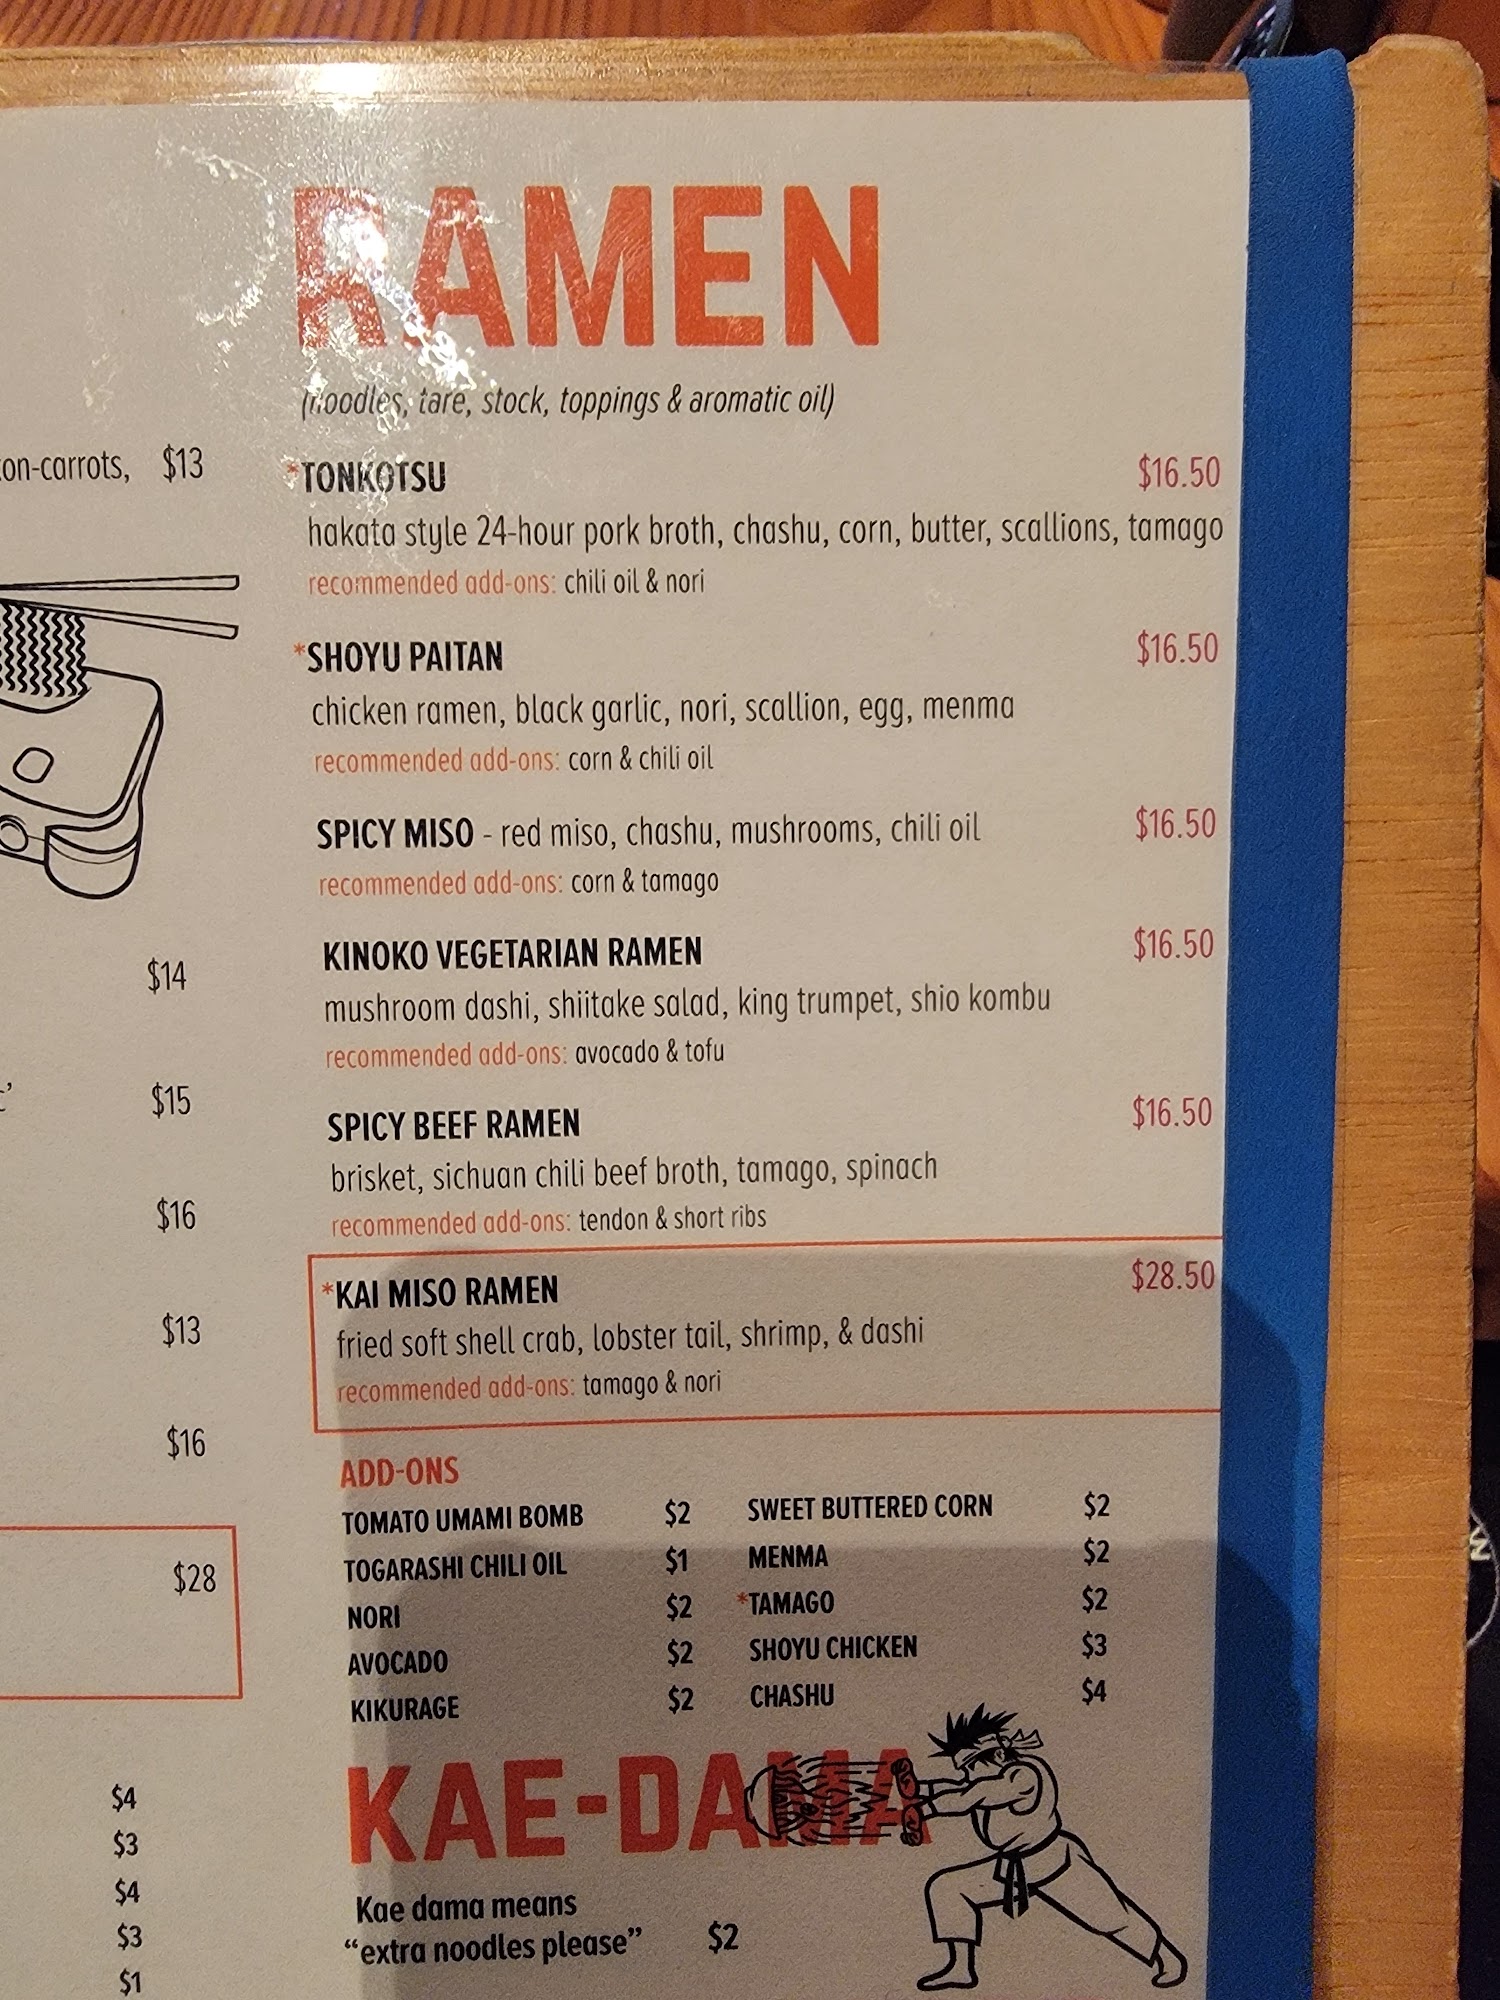 RAMEN
(noodles, tare, stock, toppings & aromatic oil)
*TONKOTSU $16.50
hakata style 24-hour pork broth, chashu, corn, butter, scallions, tamago
recommended add-ons: chili oil & nori
*SHOYU PAITAN $16.50
chicken ramen, black garlic, nori, scallion, egg, menma
recommended add-ons: corn & chili oil
SPICY MISO - red miso, chashu, mushrooms, chili oil $16.50
recommended add-ons: corn & tamago
KINOKO VEGETARIAN RAMEN $16.50
mushroom dashi, shiitake salad, king trumpet, shio kombu
recommended add-ons: avocado & tofu
SPICY BEEF RAMEN $16.50
brisket, sichuan chili beef broth, tamago, spinach
recommended add-ons: tendon & short ribs
*KAI MISO RAMEN $28.50
fried soft shell crab, lobster tail, shrimp, & dashi
recommended add-ons: tamago & nori
ADD-ONS
TOMATO UMAMI BOMB $2 SWEET BUTTERED CORN $2
TOGARASHI CHILI OIL $1 MENMA $2
NORI $2 *TAMAGO $2
AVOCADO $2 SHOYU CHICKEN $3
KIKURAGE $2 CHASHU $4
KAE-DAMA
Kae dama means
"extra noodles please" $2
on-carrots, $13
$14
$15
$16
$13
$16
$28
$4
$3
$4
$3
$1